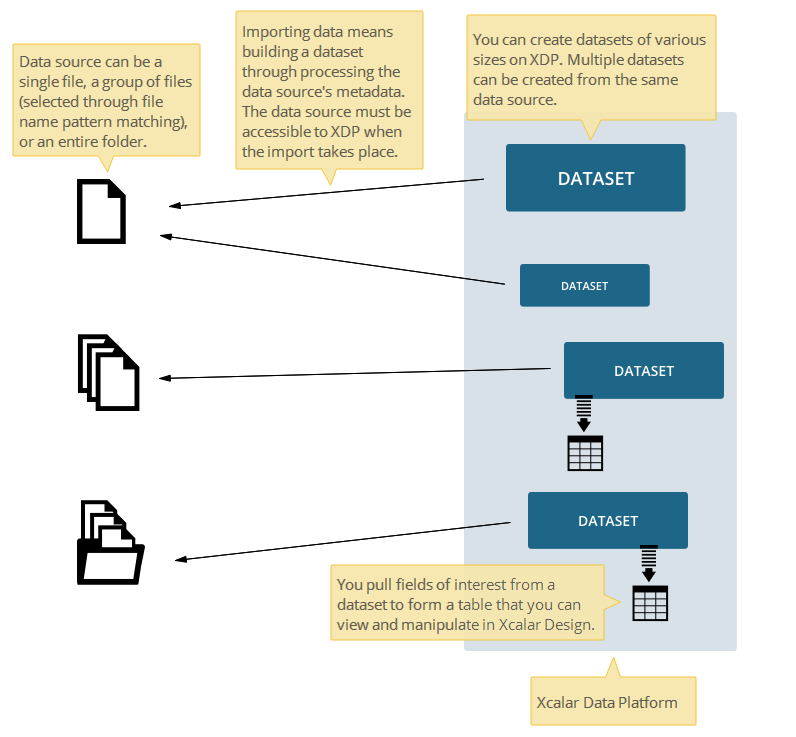 Data source can be a
single file, a group of files
(selected through file
name pattern matching),
or an entire folder.
Importing data means
building a dataset
through processing the
data source's metadata.
The data source must be
accessible to XDP when
the import takes place.
You can create datasets of various
sizes on XDP. Multiple datasets
can be created from the same
data source.
DATASET
DATASET
DATASET
DATASET
You pull fields of interest from a
dataset to form a table that you can
view and manipulate in Xcalar Design.
Xcalar Data Platform